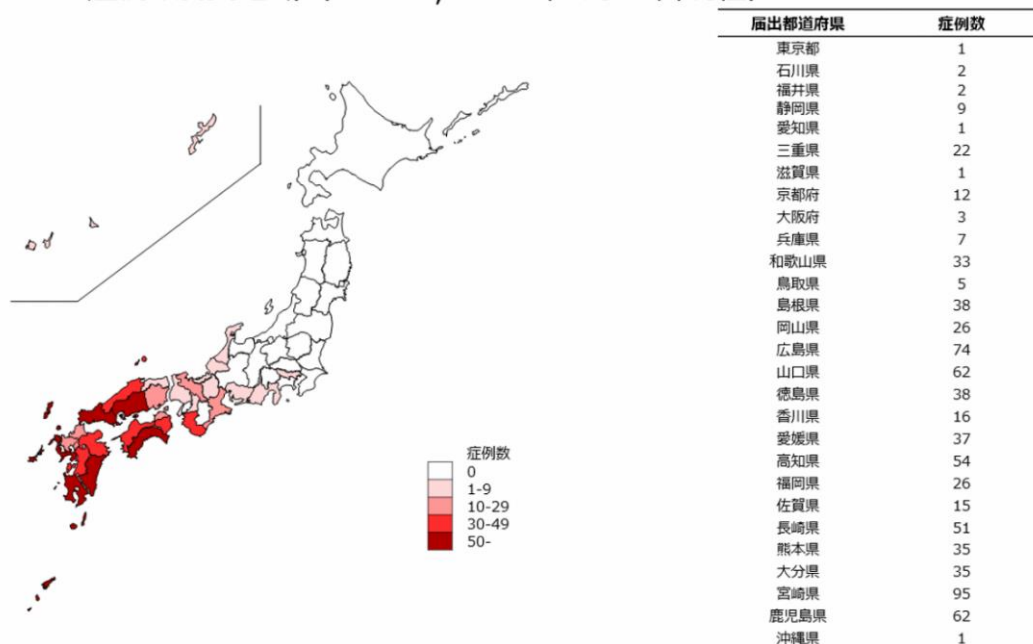 届出都道府県 症例数
東京都 1
石川県 2
福井県 2
静岡県 9
愛知県 1
三重県 22
滋賀県 1
京都府 12
大阪府 3
兵庫県 7
和歌山県 33
鳥取県 5
島根県 38
岡山県 26
広島県 74
山口県 62
徳島県 38
香川県 16
愛媛県 37
高知県 54
福岡県 26
佐賀県 15
長崎県 51
熊本県 35
大分県 35
宮崎県 95
鹿児島県 62
沖縄県 1
症例数
0
1-9
10-29
30-49
50-